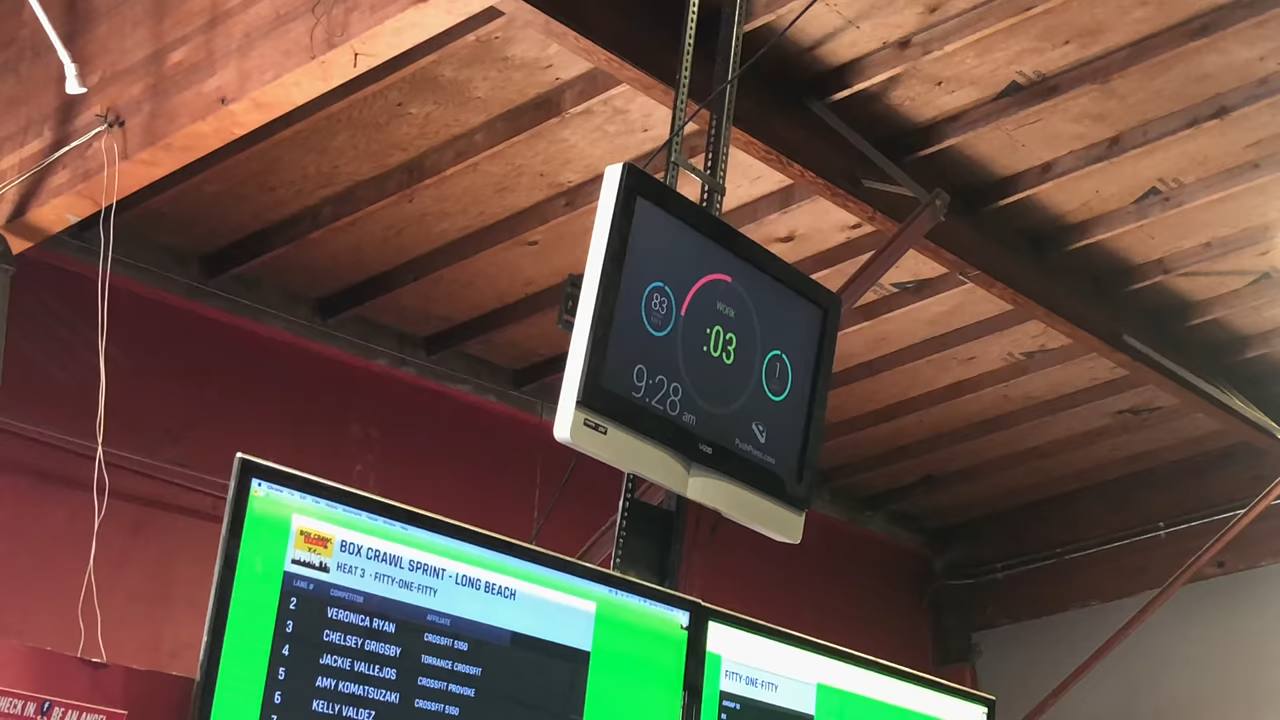 83
WORK
:03
1
9:28 am
PushPress.com
VIZIO
BOX CRAWL SPRINT - LONG BEACH
HEAT 3 - FITTY-ONE-FITTY
LANE # COMPETITOR AFFILIATE
2 VERONICA RYAN CROSSFIT 5150
3 CHELSEY GRIGSBY TORRANCE CROSSFIT
4 JACKIE VALLEJOS CROSSFIT PROVOKE
5 AMY KOMATSUZAKI CROSSFIT 5150
6 KELLY VALDEZ
FITTY-ONE-FITTY
CHECK IN. f BE AN ANGEL